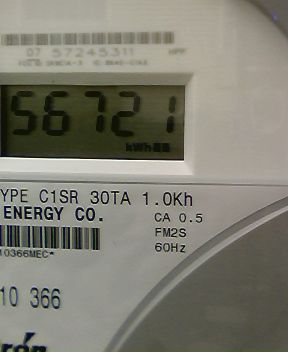 07 57245311
56721
kWh
YPE C1SR 30TA 1.0Kh
ENERGY CO.
CA 0.5
FM2S
60Hz
10366MEC*
10 366
rón